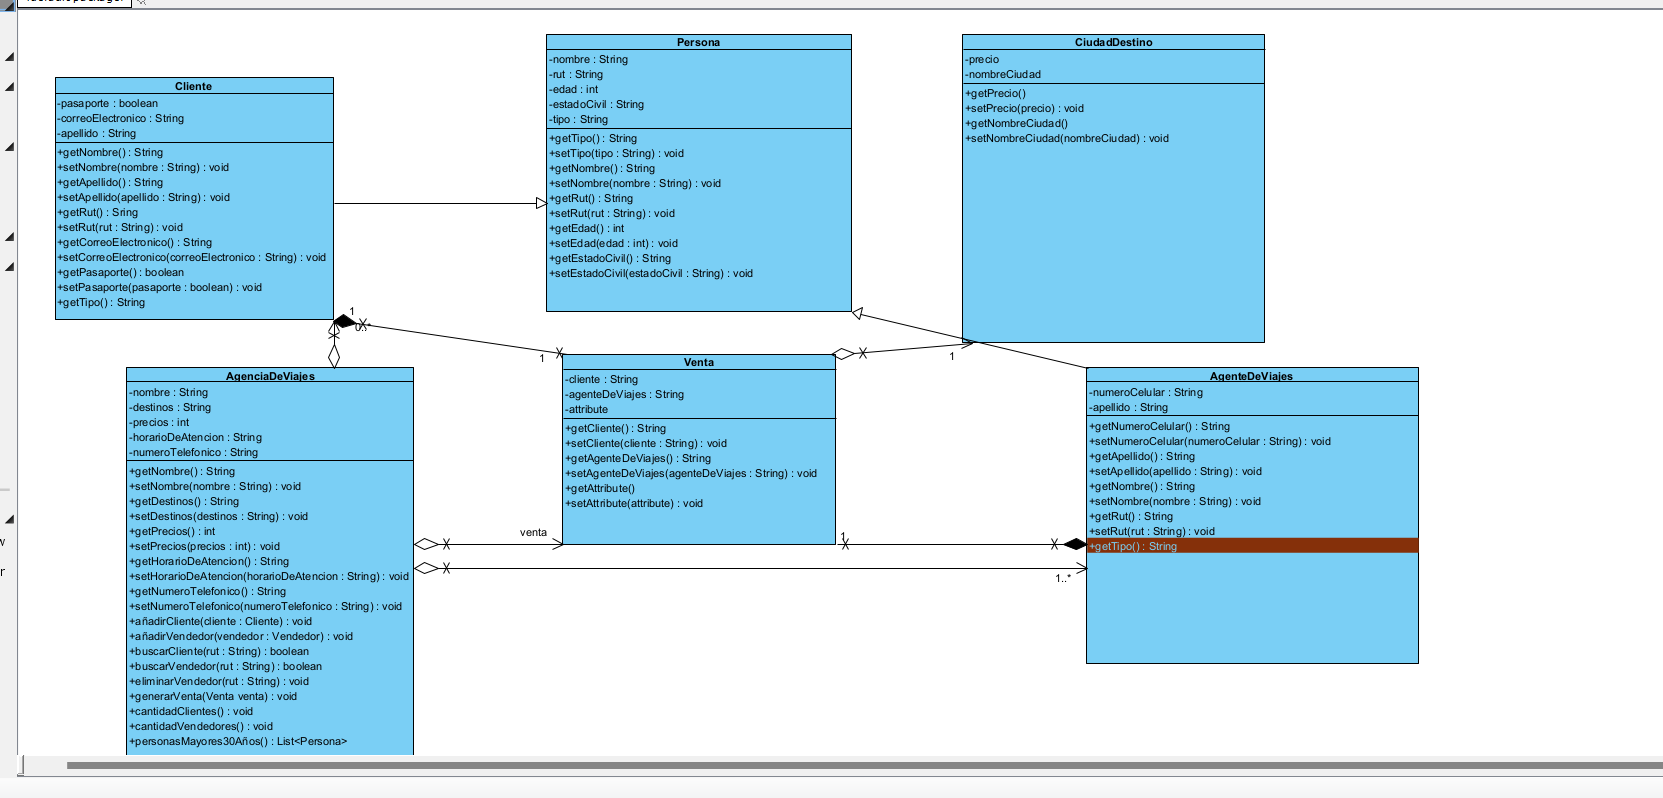 Persona
-nombre : String
-rut : String
-edad : int
-estadoCivil : String
-tipo : String
+getTipo() : String
+setTipo(tipo : String) : void
+getNombre() : String
+setNombre(nombre : String) : void
+getRut() : String
+setRut(rut : String) : void
+getEdad() : int
+setEdad(edad : int) : void
+getEstadoCivil() : String
+setEstadoCivil(estadoCivil : String) : void
CiudadDestino
-precio
-nombreCiudad
+getPrecio()
+setPrecio(precio) : void
+getNombreCiudad()
+setNombreCiudad(nombreCiudad) : void
Cliente
-pasaporte : boolean
-correoElectronico : String
-apellido : String
+getNombre() : String
+setNombre(nombre : String) : void
+getApellido() : String
+setApellido(apellido : String) : void
+getRut() : Sring
+setRut(rut : String) : void
+getCorreoElectronico() : String
+setCorreoElectronico(correoElectronico : String) : void
+getPasaporte() : boolean
+setPasaporte(pasaporte : boolean) : void
+getTipo() : String
1
0..*
1
1
AgenciaDeViajes
-nombre : String
-destinos : String
-precios : int
-horarioDeAtencion : String
-numeroTelefonico : String
+getNombre() : String
+setNombre(nombre : String) : void
+getDestinos() : String
+setDestinos(destinos : String) : void
+getPrecios() : int
+setPrecios(precios : int) : void
+getHorarioDeAtencion() : String
+setHorarioDeAtencion(horarioDeAtencion : String) : void
+getNumeroTelefonico() : String
+setNumeroTelefonico(numeroTelefonico : String) : void
+añadirCliente(cliente : Cliente) : void
+añadirVendedor(vendedor : Vendedor) : void
+buscarCliente(rut : String) : boolean
+buscarVendedor(rut : String) : boolean
+eliminarVendedor(rut : String) : void
+generarVenta(Venta venta) : void
+cantidadClientes() : void
+cantidadVendedores() : void
+personasMayores30Años() : List<Persona>
Venta
-cliente : String
-agenteDeViajes : String
-attribute
+getCliente() : String
+setCliente(cliente : String) : void
+getAgenteDeViajes() : String
+setAgenteDeViajes(agenteDeViajes : String) : void
+getAttribute()
+setAttribute(attribute) : void
venta
1
1..*
AgenteDeViajes
-numeroCelular : String
-apellido : String
+getNumeroCelular() : String
+setNumeroCelular(numeroCelular : String) : void
+getApellido() : String
+setApellido(apellido : String) : void
+getNombre() : String
+setNombre(nombre : String) : void
+getRut() : String
+setRut(rut : String) : void
+getTipo() : String